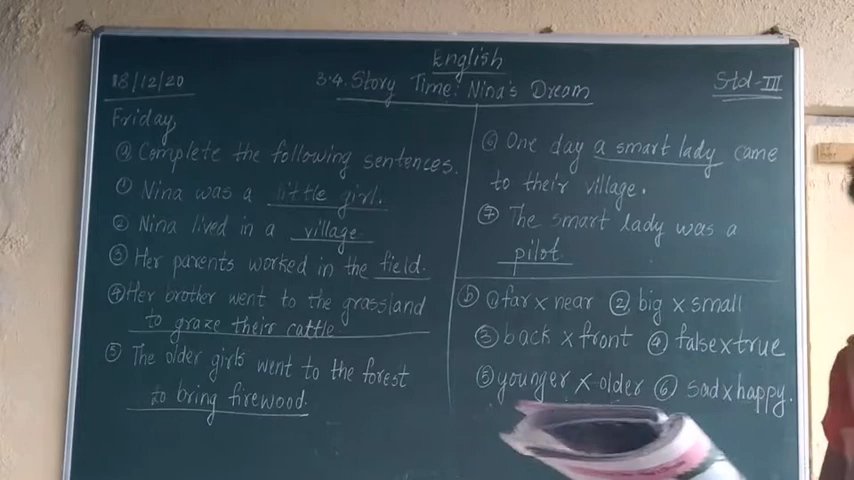 English
18/12/20
3.4. Story Time: Nina's Dream
Std-III
Friday
ⓐ Complete the following sentences.
① Nina was a little girl.
② Nina lived in a village.
③ Her parents worked in the field.
④ Her brother went to the grassland
to graze their cattle.
⑤ The older girls went to the forest
to bring firewood.
⑥ One day a smart lady came
to their village.
⑦ The smart lady was a
pilot.
ⓑ ① far x near ② big x small
③ back x front ④ false x true
⑤ younger x older ⑥ sad x happy.